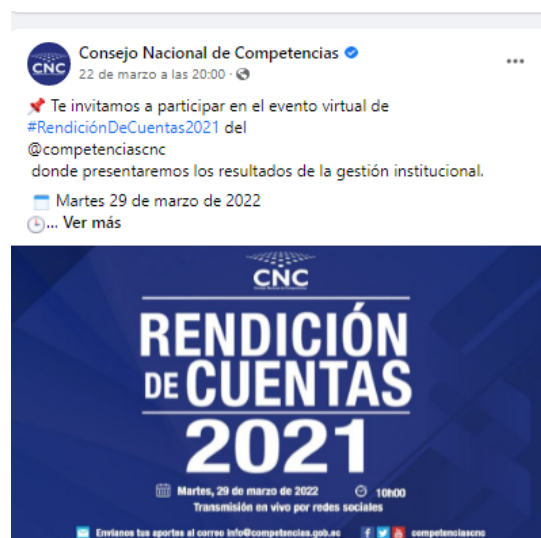 CNC
Consejo Nacional de Competencias
22 de marzo a las 20:00 ·
Te invitamos a participar en el evento virtual de
#RendiciónDeCuentas2021 del
@competenciascnc
donde presentaremos los resultados de la gestión institucional.
Martes 29 de marzo de 2022
... Ver más
CNC
RENDICIÓN
DE CUENTAS
2021
Martes, 29 de marzo de 2022 10h00
Transmisión en vivo por redes sociales
Envíanos tus aportes al correo info@competencias.gob.ec competenciascnc